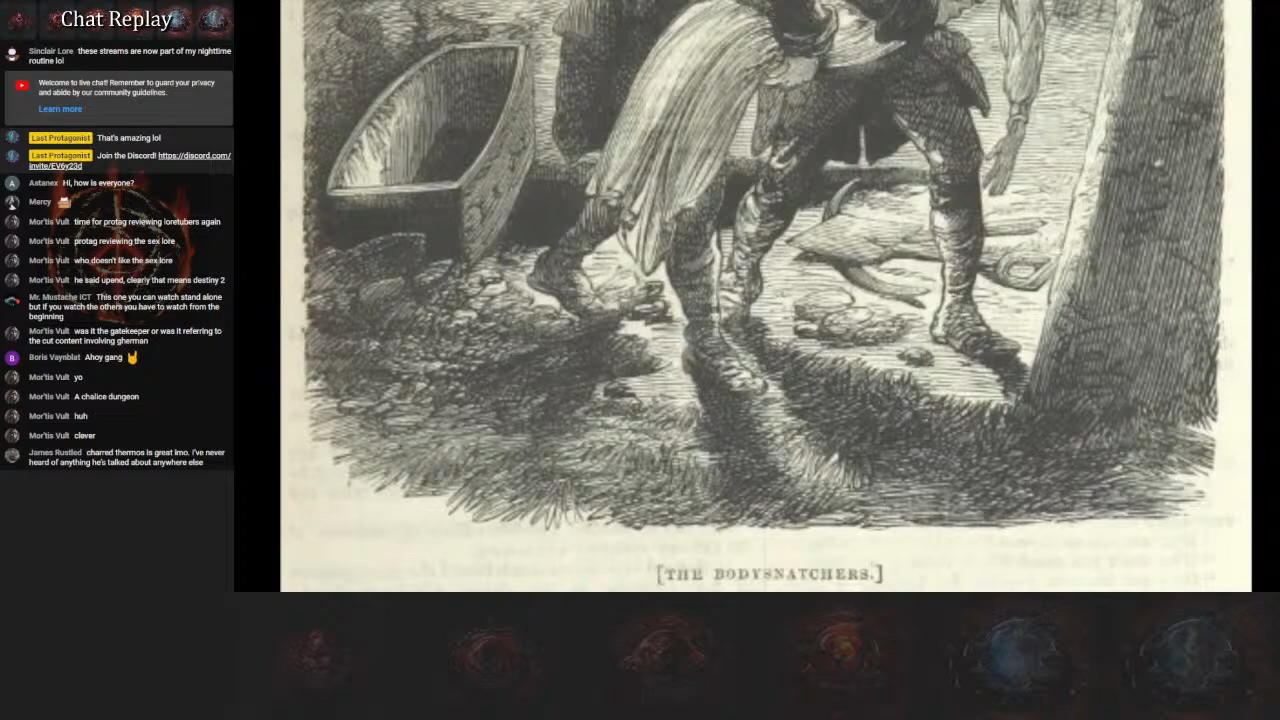 Chat Replay
Sinclair Lore these streams are now part of my nighttime
routine lol
Welcome to live chat! Remember to guard your privacy
and abide by our community guidelines.
Learn more
Last Protagonist That's amazing lol
Last Protagonist Join the Discord! https://discord.com/
invite/EV6y23d
A Astanex Hi, how is everyone?
Mercy
Mor'tis Vult time for protag reviewing loretubers again
Mor'tis Vult protag reviewing the sex lore
Mor'tis Vult who doesn't like the sex lore
Mor'tis Vult he said upend, clearly that means destiny 2
Mr. Mustache ICT This one you can watch stand alone
but if you watch the others you have to watch from the
beginning
Mor'tis Vult was it the gatekeeper or was it referring to
the cut content involving gherman
B Boris Vaynblat Ahoy gang 🤘
Mor'tis Vult yo
Mor'tis Vult A chalice dungeon
Mor'tis Vult huh
Mor'tis Vult clever
James Rustled charred thermos is great imo. i've never
heard of anything he's talked about anywhere else
[THE BODYSNATCHERS.]